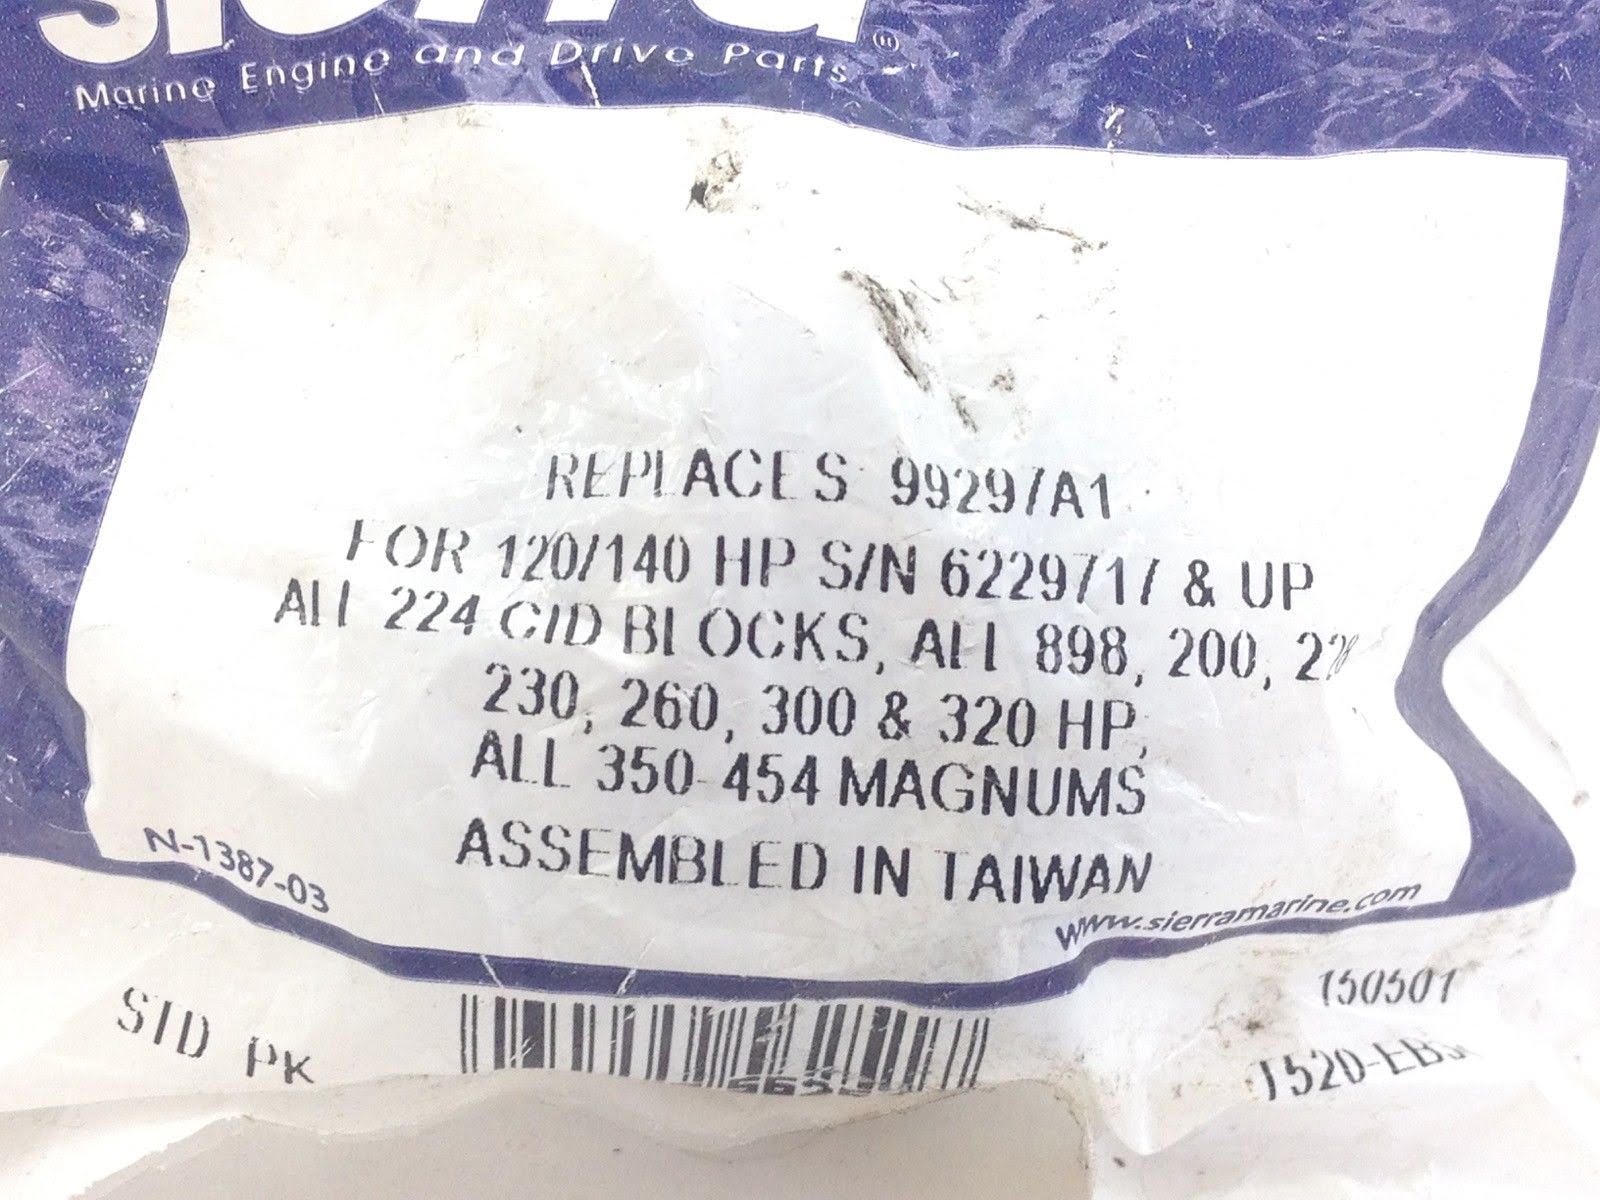 sierra®
Marine Engine and Drive Parts
REPLACES 99297A1
FOR 120/140 HP S/N 6229717 & UP
ALL 224 CID BLOCKS, ALL 898, 200, 228
230, 260, 300 & 320 HP,
ALL 350-454 MAGNUMS
ASSEMBLED IN TAIWAN
N-1387-03
www.sierramarine.com
STD PK
150501